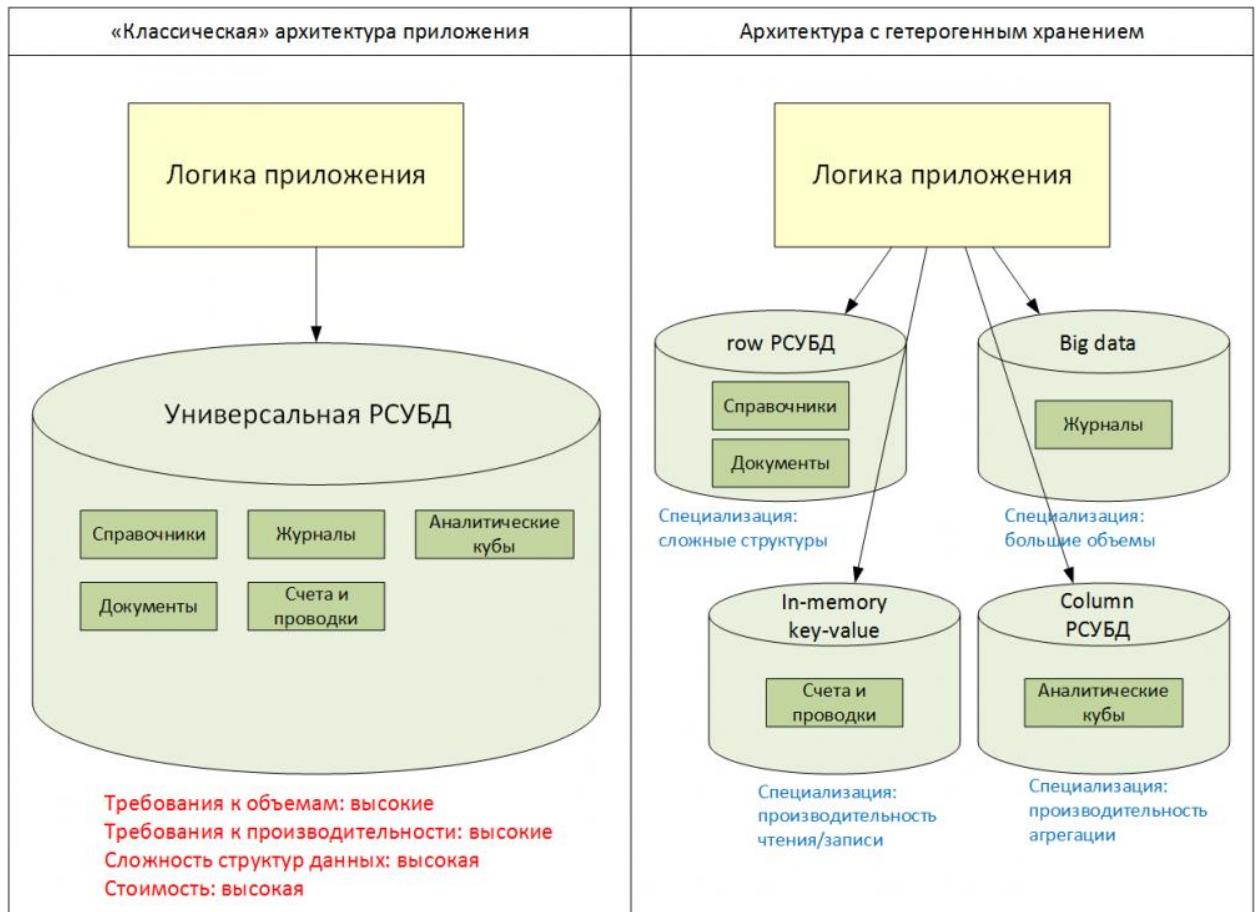 «Классическая» архитектура приложения
Логика приложения
Универсальная РСУБД
Справочники
Журналы
Аналитические
кубы
Документы
Счета и
проводки
Требования к объемам: высокие
Требования к производительности: высокие
Сложность структур данных: высокая
Стоимость: высокая
Архитектура с гетерогенным хранением
Логика приложения
row РСУБД
Справочники
Документы
Специализация:
сложные структуры
Big data
Журналы
Специализация:
большие объемы
In-memory
key-value
Счета и
проводки
Специализация:
производительность
чтения/записи
Column
РСУБД
Аналитические
кубы
Специализация:
производительность
агрегации